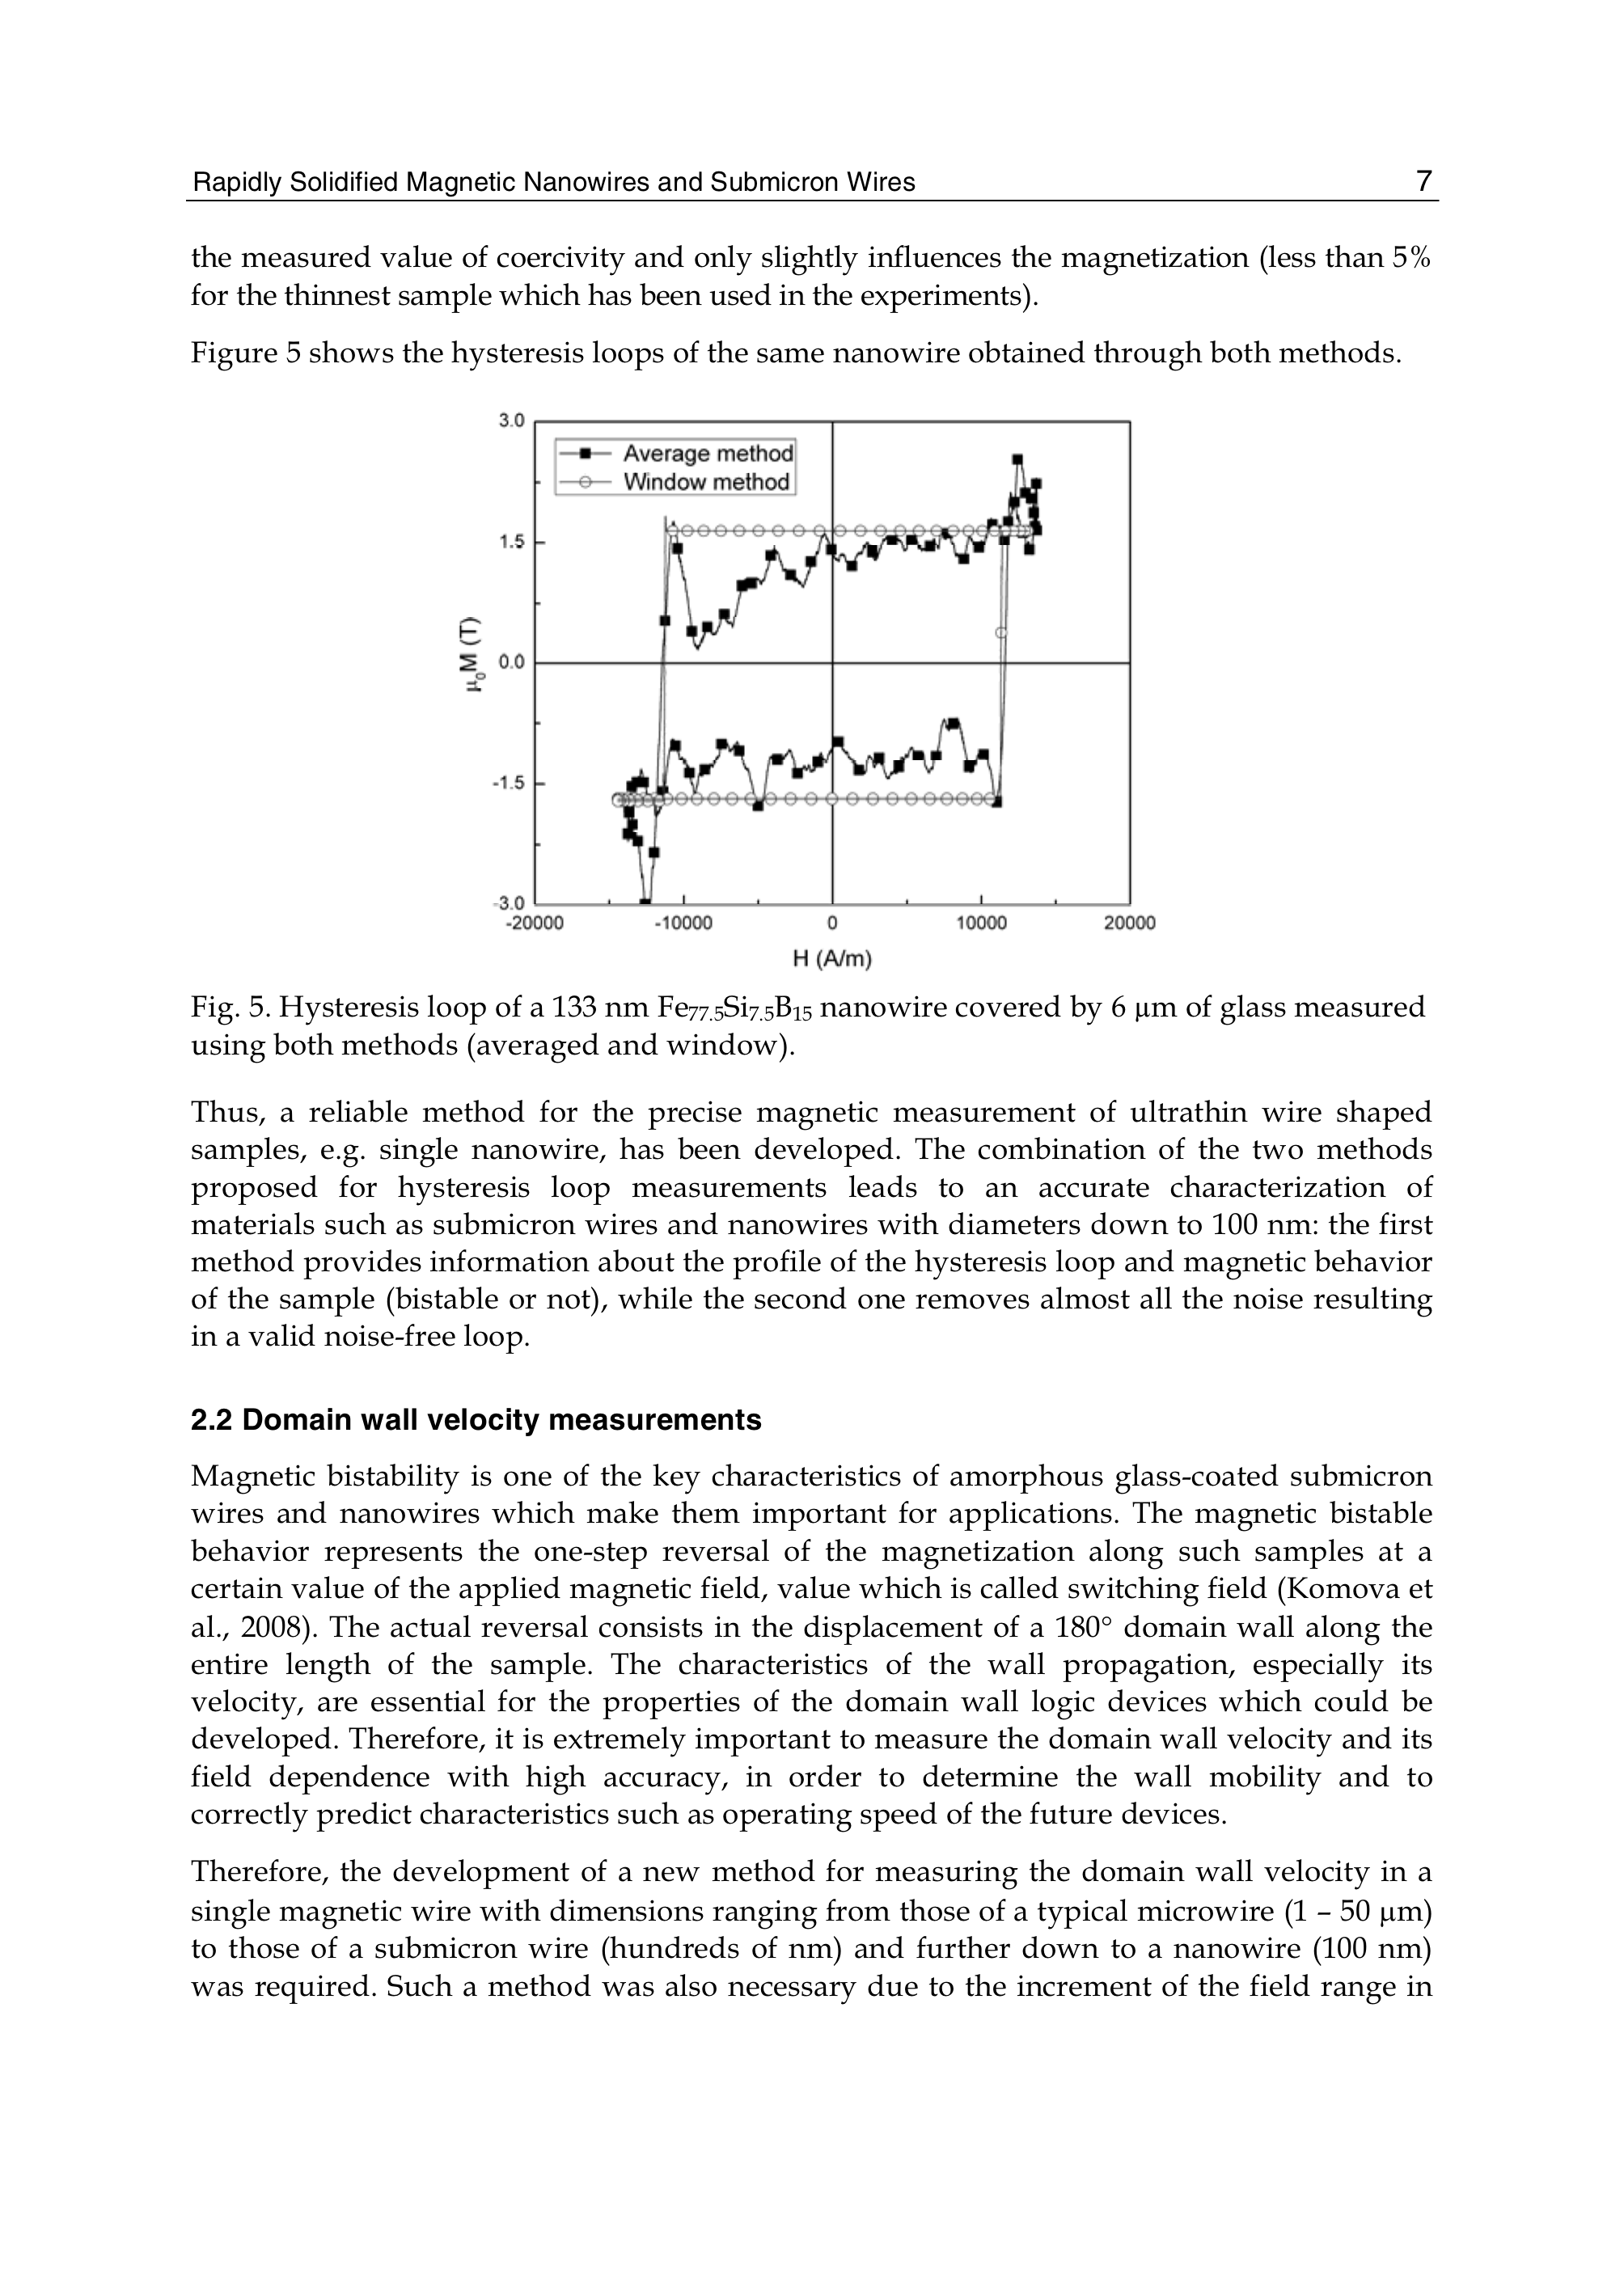 Rapidly Solidified Magnetic Nanowires and Submicron Wires 7
the measured value of coercivity and only slightly influences the magnetization (less than 5%
for the thinnest sample which has been used in the experiments).
Figure 5 shows the hysteresis loops of the same nanowire obtained through both methods.
3.0
Average method
Window method
1.5
0.0
-1.5
-3.0
μ₀M (T)
-20000 -10000 0 10000 20000
H (A/m)
Fig. 5. Hysteresis loop of a 133 nm Fe₇₇.₅Si₇.₅B₁₅ nanowire covered by 6 μm of glass measured
using both methods (averaged and window).
Thus, a reliable method for the precise magnetic measurement of ultrathin wire shaped
samples, e.g. single nanowire, has been developed. The combination of the two methods
proposed for hysteresis loop measurements leads to an accurate characterization of
materials such as submicron wires and nanowires with diameters down to 100 nm: the first
method provides information about the profile of the hysteresis loop and magnetic behavior
of the sample (bistable or not), while the second one removes almost all the noise resulting
in a valid noise-free loop.
2.2 Domain wall velocity measurements
Magnetic bistability is one of the key characteristics of amorphous glass-coated submicron
wires and nanowires which make them important for applications. The magnetic bistable
behavior represents the one-step reversal of the magnetization along such samples at a
certain value of the applied magnetic field, value which is called switching field (Komova et
al., 2008). The actual reversal consists in the displacement of a 180° domain wall along the
entire length of the sample. The characteristics of the wall propagation, especially its
velocity, are essential for the properties of the domain wall logic devices which could be
developed. Therefore, it is extremely important to measure the domain wall velocity and its
field dependence with high accuracy, in order to determine the wall mobility and to
correctly predict characteristics such as operating speed of the future devices.
Therefore, the development of a new method for measuring the domain wall velocity in a
single magnetic wire with dimensions ranging from those of a typical microwire (1 – 50 μm)
to those of a submicron wire (hundreds of nm) and further down to a nanowire (100 nm)
was required. Such a method was also necessary due to the increment of the field range in